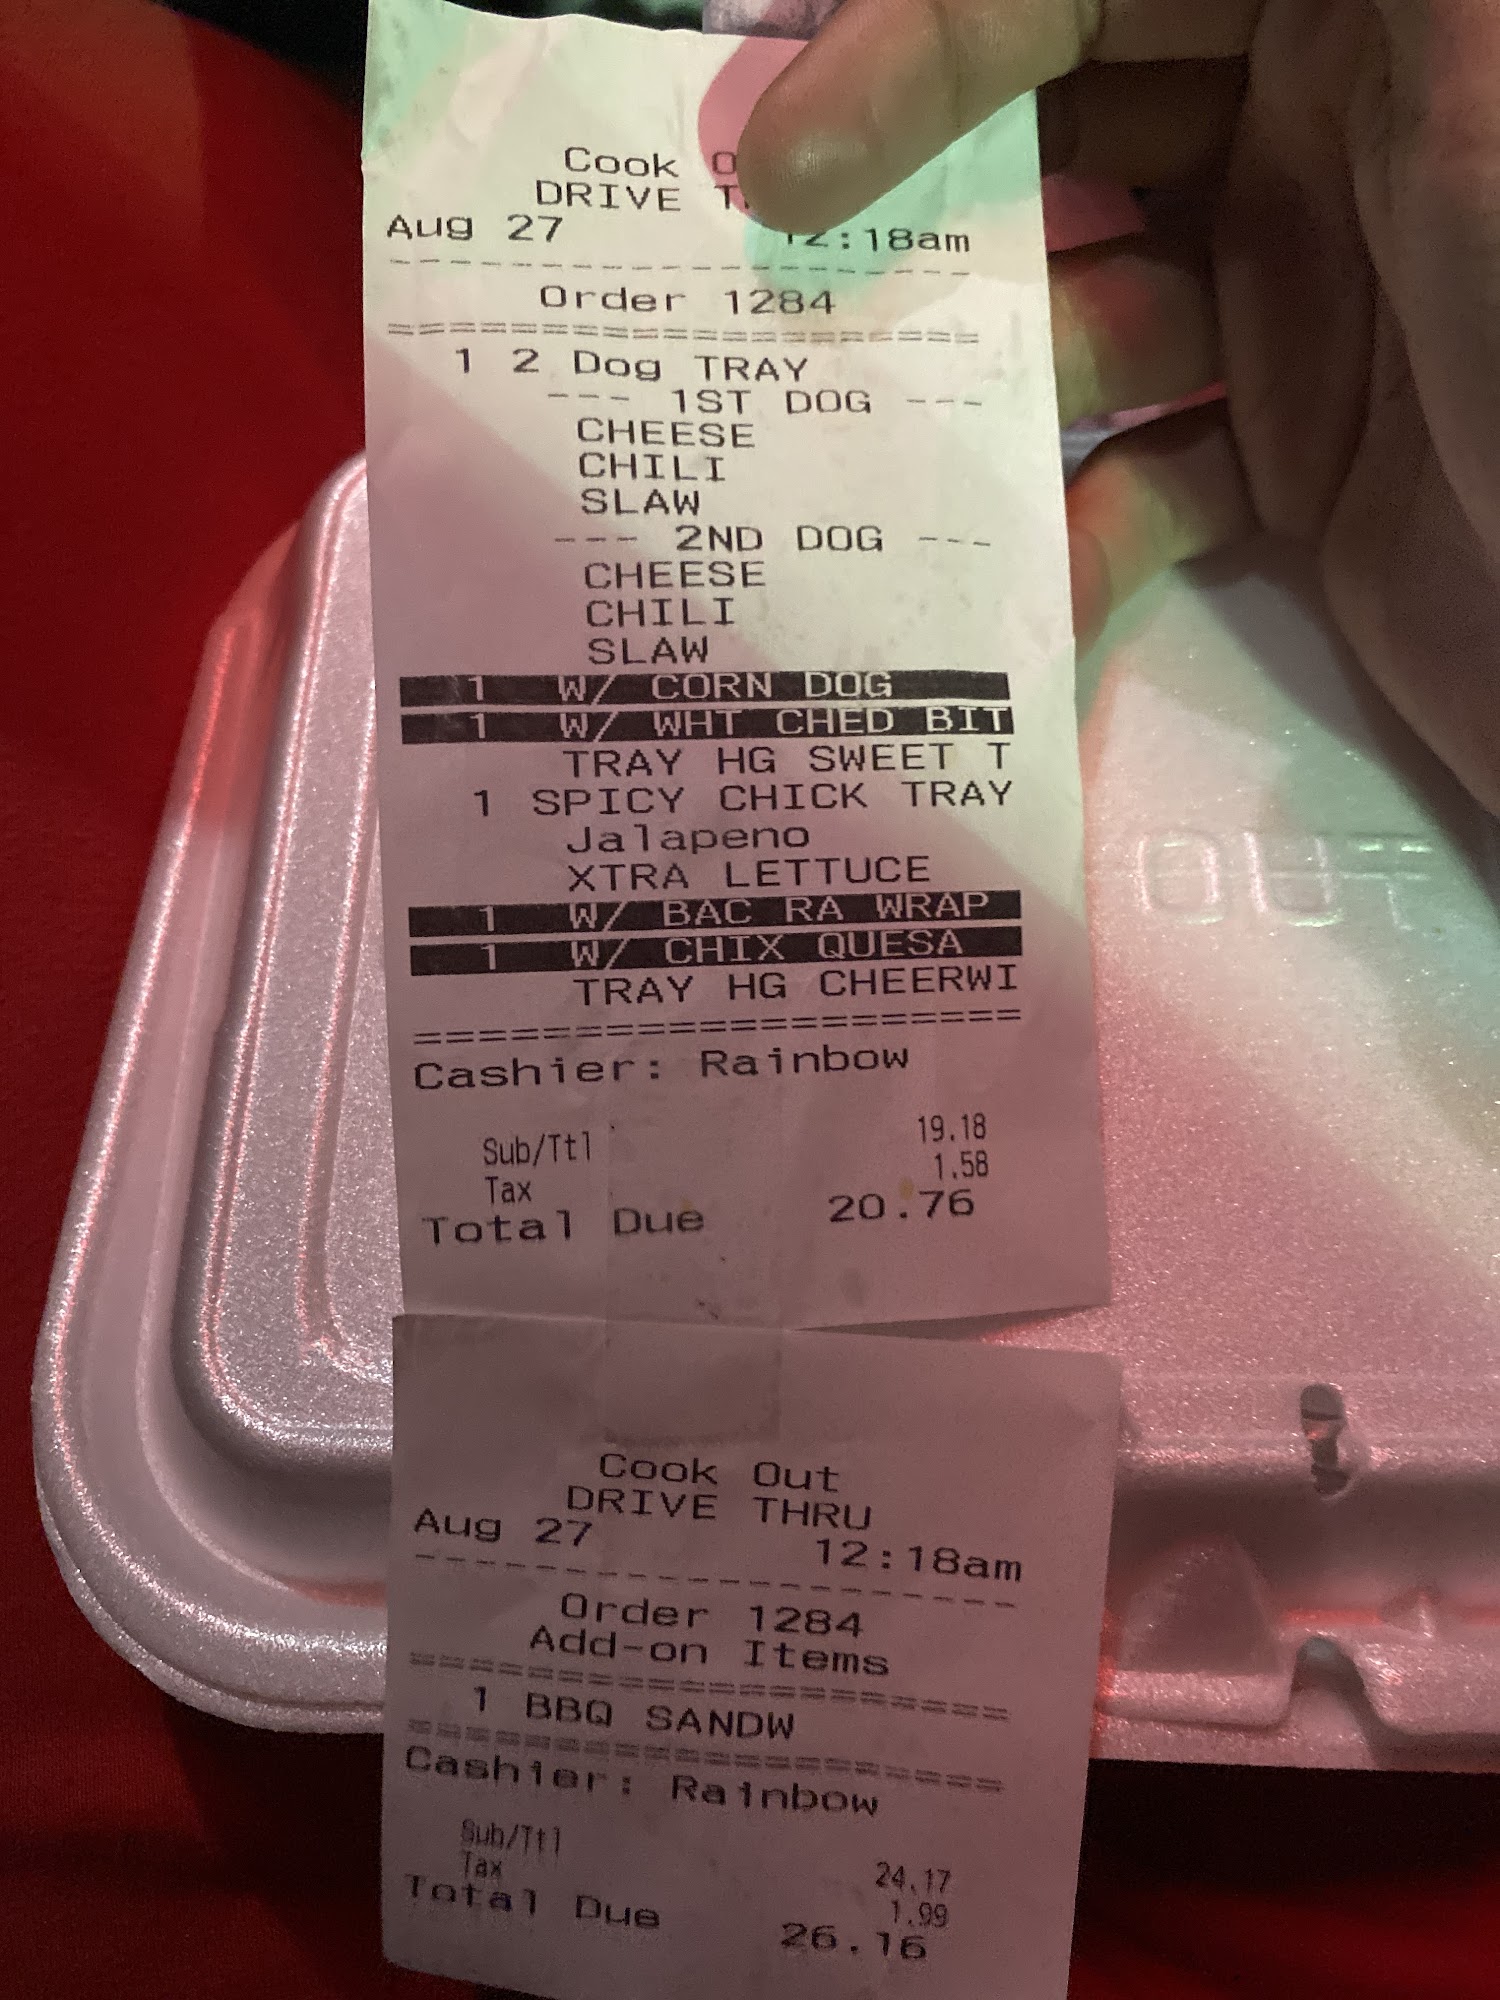 Cook
DRIVE
Aug 27 12:18am
Order 1284
1 2 Dog TRAY
--- 1ST DOG ---
CHEESE
CHILI
SLAW
--- 2ND DOG ---
CHEESE
CHILI
SLAW
1 W/ CORN DOG
1 W/ WHT CHED BIT
TRAY HG SWEET T
1 SPICY CHICK TRAY
Jalapeno
XTRA LETTUCE
1 W/ BAC RA WRAP
1 W/ CHIX QUESA
TRAY HG CHEERWI
Cashier: Rainbow
Sub/Ttl 19.18
Tax 1.58
Total Due 20.76
Cook Out
DRIVE THRU
Aug 27 12:18am
Order 1284
Add-on Items
1 BBQ SANDW
Cashier: Rainbow
Sub/Ttl 24.17
Tax 1.99
Total Due 26.16
OUT